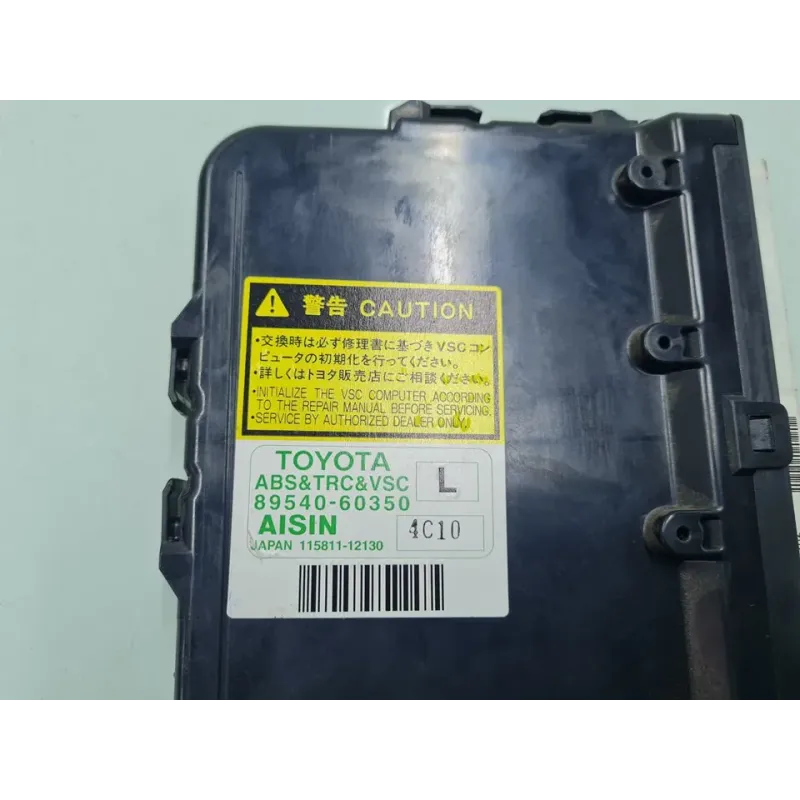 警告 CAUTION
・交換時は必ず修理書に基づきVSCコン
ピュータの初期化を行ってください。
・詳しくはトヨタ販売店にご相談ください。
・INITIALIZE THE VSC COMPUTER ACCORDING
TO THE REPAIR MANUAL BEFORE SERVICING.
・SERVICE BY AUTHORIZED DEALER ONLY.
TOYOTA
ABS&TRC&VSC L
89540-60350
AISIN 4C10
JAPAN 115811-12130